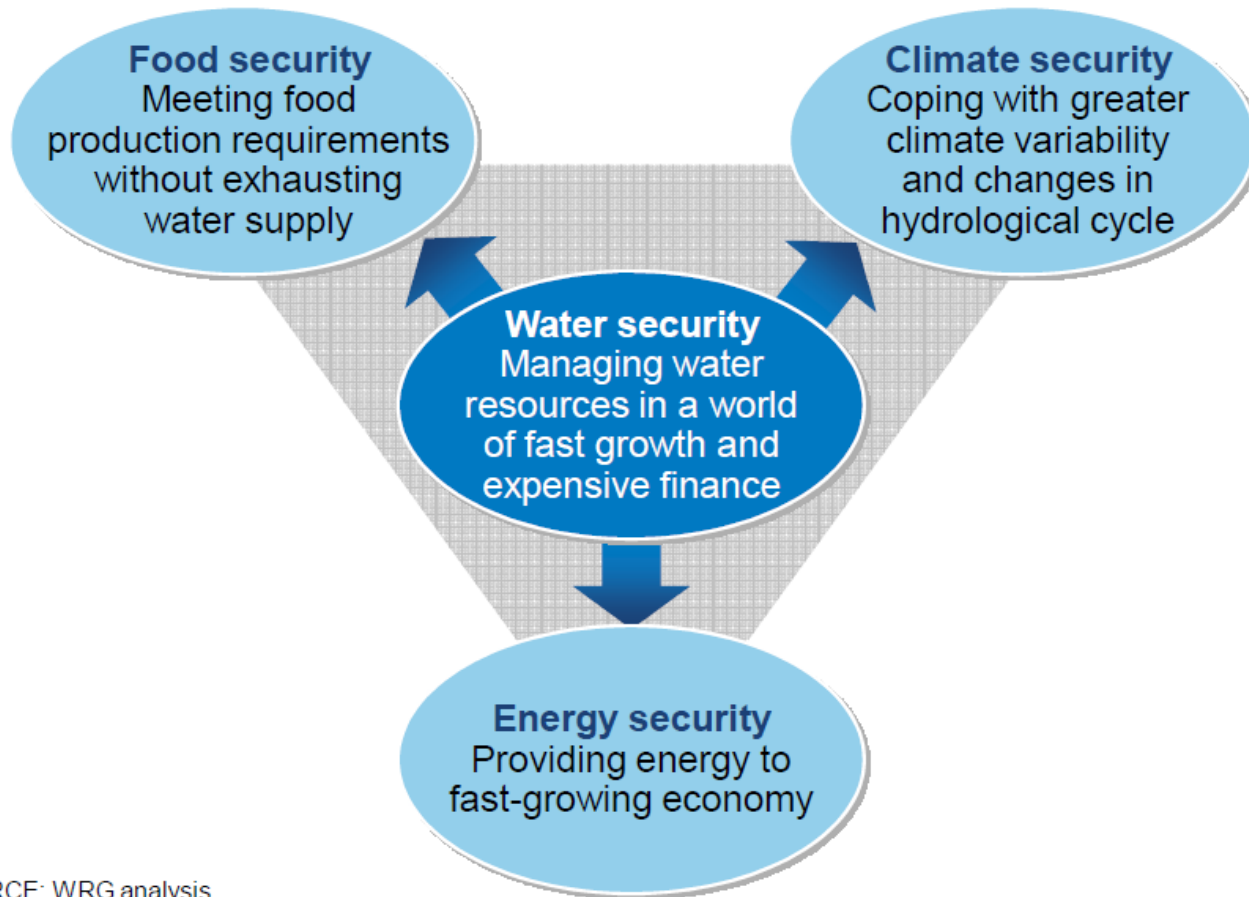 Food security
Meeting food
production requirements
without exhausting
water supply
Climate security
Coping with greater
climate variability
and changes in
hydrological cycle
Water security
Managing water
resources in a world
of fast growth and
expensive finance
Energy security
Providing energy to
fast-growing economy
RCE: WRG analysis